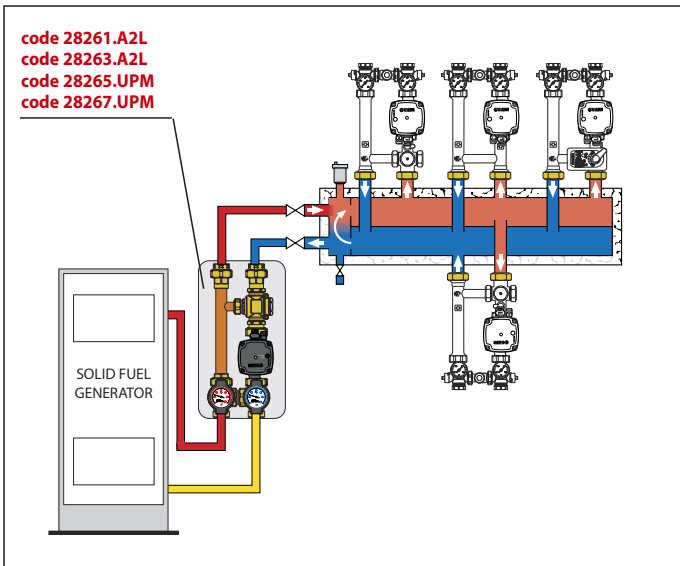 code 28261.A2L
code 28263.A2L
code 28265.UPM
code 28267.UPM
SOLID FUEL
GENERATOR